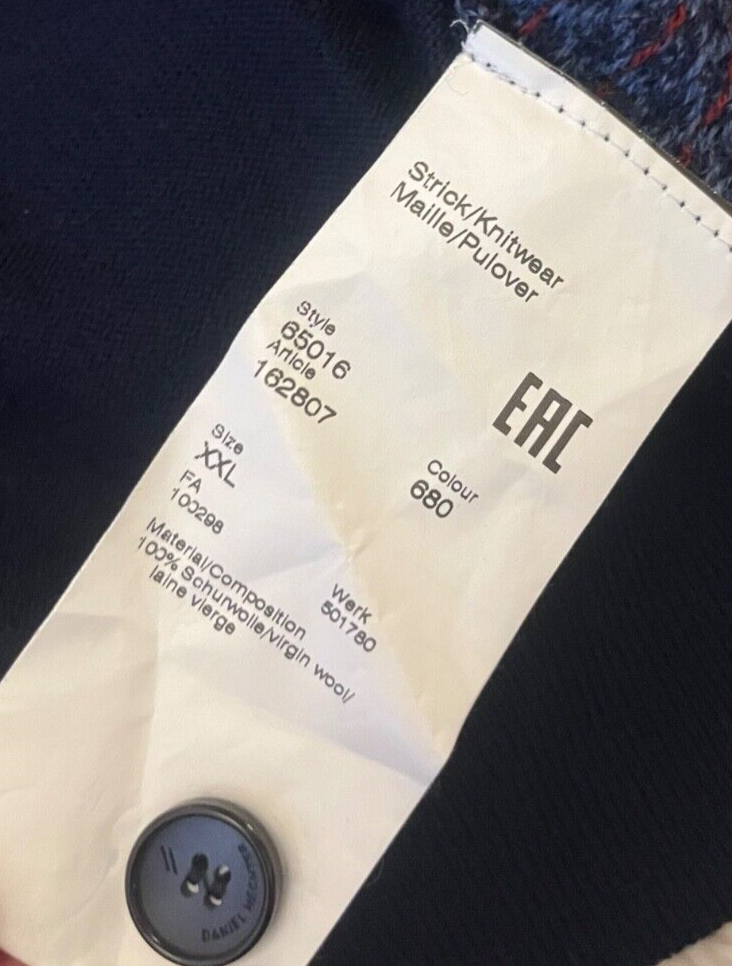 Strick/Knitwear
Maille/Pulover
Style
65016
Article
162807
EAC
Size
XXL
Colour
680
FA
100298
Werk
501780
Material/Composition
100% Schurwolle/virgin wool/
laine vierge
DANIEL HECHTER